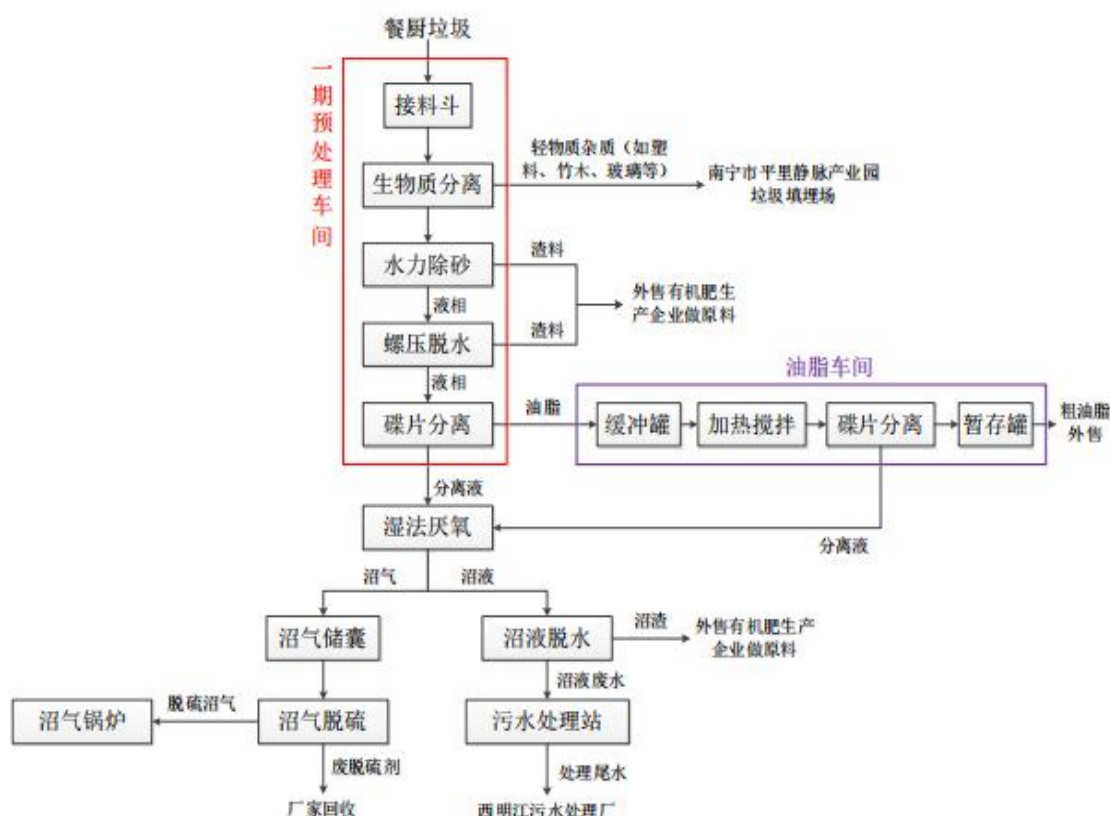 餐厨垃圾
一期预处理车间
接料斗
轻物质杂质（如塑
料、竹木、玻璃等）
生物质分离
南宁市平里静脉产业园
垃圾填埋场
水力除砂
渣料
液相
外售有机肥生
产企业做原料
螺压脱水
渣料
液相
油脂车间
碟片分离
油脂
缓冲罐
加热搅拌
碟片分离
暂存罐
粗油脂
外售
分离液
湿法厌氧
分离液
沼气
沼液
沼气储囊
沼液脱水
沼渣
外售有机肥生产
企业做原料
沼液废水
脱硫沼气
沼气锅炉
沼气脱硫
污水处理站
废脱硫剂
处理尾水
厂家回收
西明江污水处理厂